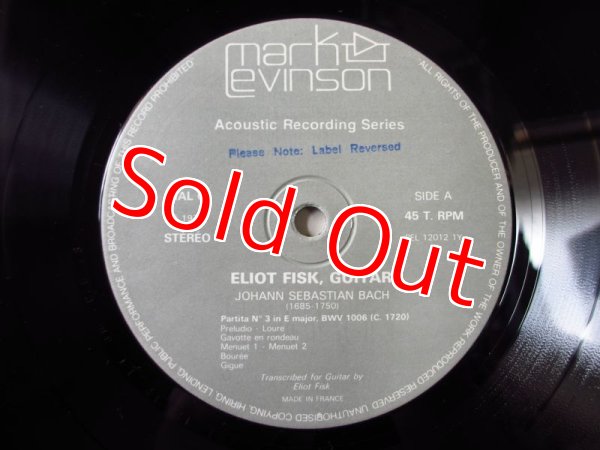 mark
levinson
Acoustic Recording Series
Please Note: Label Reversed
SIDE A
45 T. RPM
STEREO
12012 1Y
Sold Out
ELIOT FISK, GUITAR
JOHANN SEBASTIAN BACH
(1685-1750)
Partita N° 3 in E major, BWV 1006 (C. 1720)
Preludio - Loure
Gavotte en rondeau
Menuet 1 - Menuet 2
Bourée
Gigue
Transcribed for Guitar by
Eliot Fisk
MADE IN FRANCE
ALL RIGHTS OF THE PRODUCER AND OF THE OWNER OF THE WORK REPRODUCED RESERVED UNAUTHORISED COPYING, HIRING, LENDING, PUBLIC PERFORMANCE AND BROADCASTING OF THIS RECORD PROHIBITED